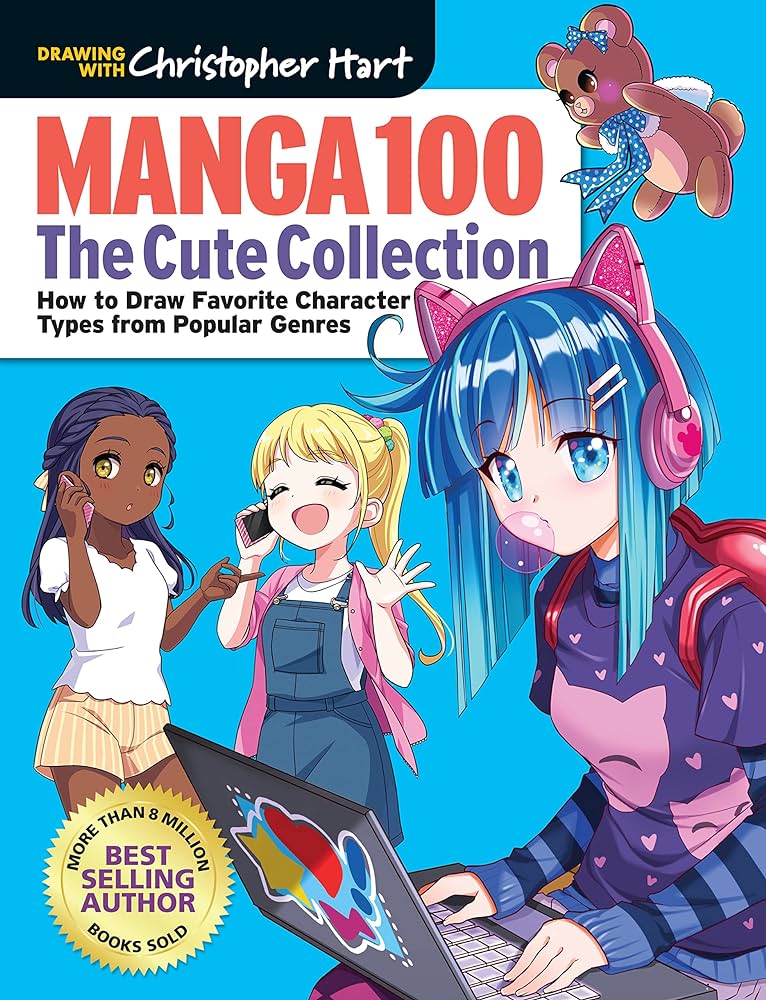 DRAWING
WITH Christopher Hart
MANGA 100
The Cute Collection
How to Draw Favorite Character
Types from Popular Genres
MORE THAN 8 MILLION
BEST
SELLING
AUTHOR
BOOKS SOLD